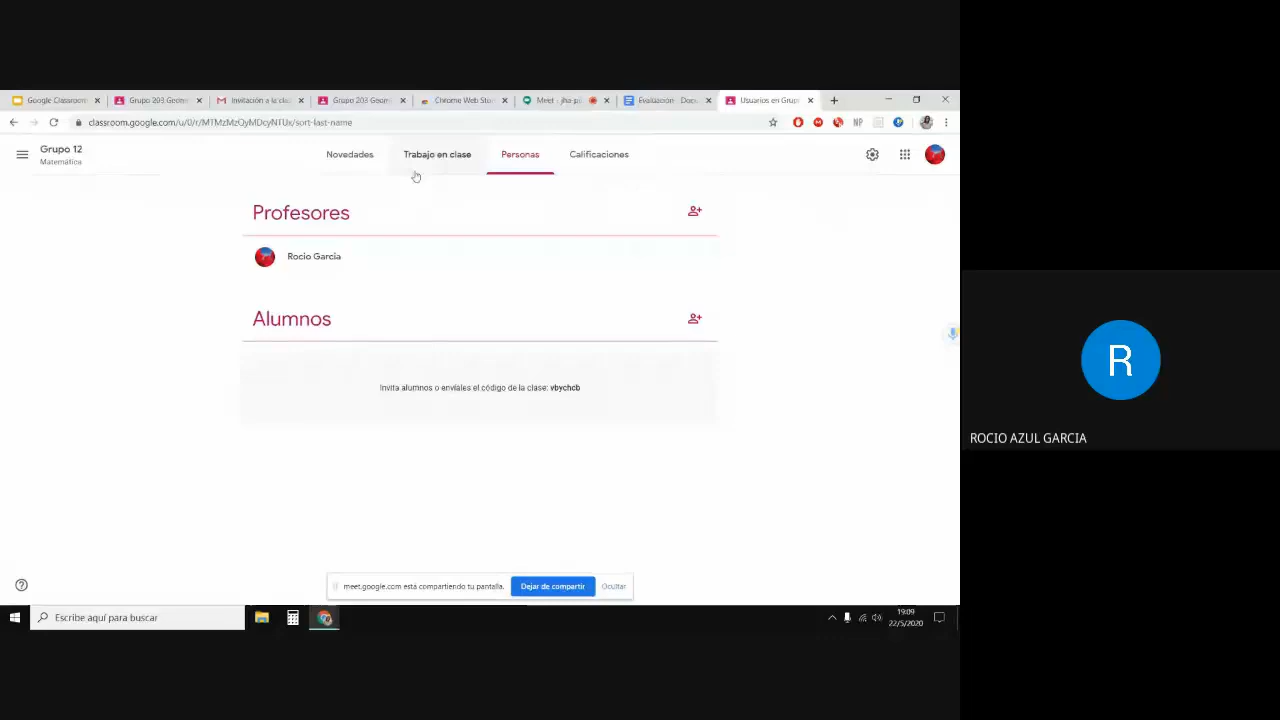 Google Classroom
Grupo 203 Geom
Invitación a la cla
Grupo 203 Geom
Chrome Web Stor
Meet - jha-p
Evaluacion - Docu
Usuarios en Grup
classroom.google.com/u/0/r/MTMzMzQyMDcyNTUx/sort-last-name
NP
Grupo 12
Matemática
Novedades
Trabajo en clase
Personas
Calificaciones
Profesores
Rocio Garcia
Alumnos
Invita alumnos o envíales el código de la clase: vbychcb
R
ROCIO AZUL GARCIA
meet.google.com está compartiendo tu pantalla.
Dejar de compartir
Ocultar
Escribe aquí para buscar
19:09
22/5/2020